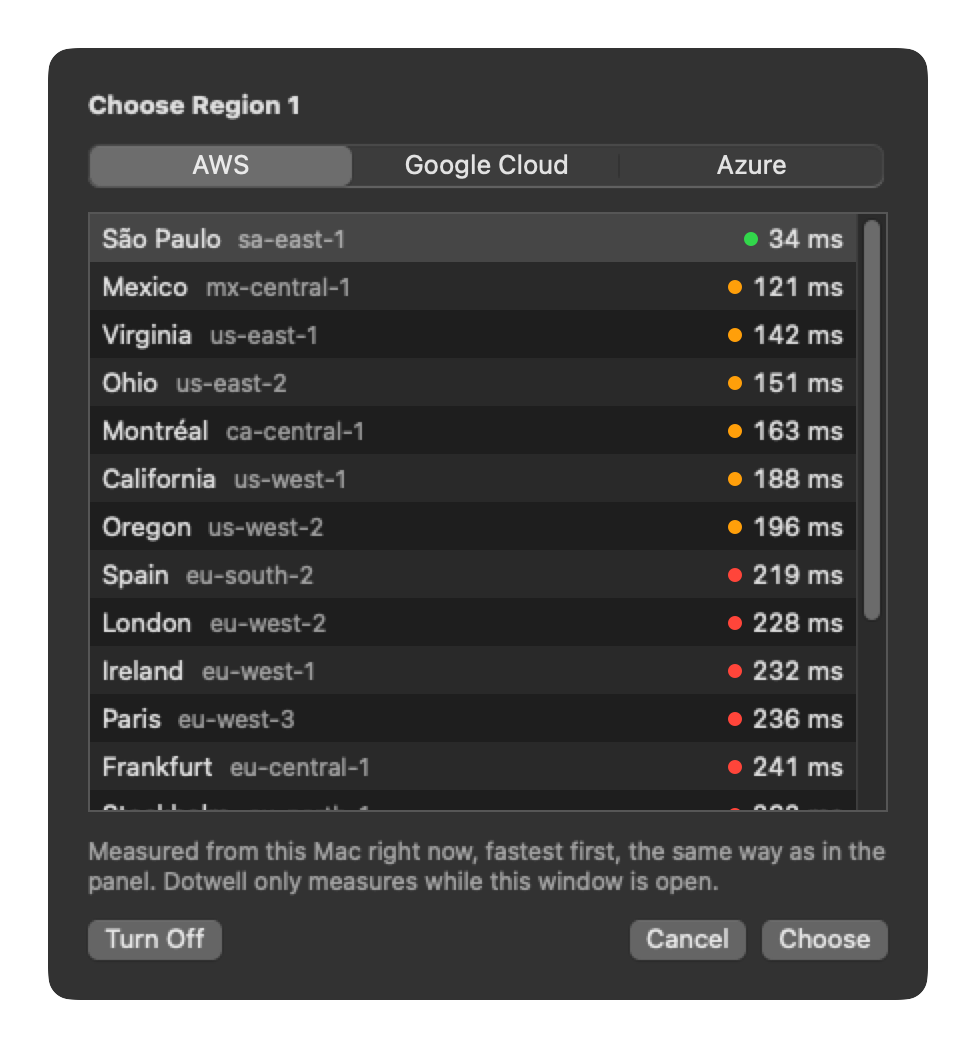 Choose Region 1
AWS Google Cloud Azure
São Paulo sa-east-1 34 ms
Mexico mx-central-1 121 ms
Virginia us-east-1 142 ms
Ohio us-east-2 151 ms
Montréal ca-central-1 163 ms
California us-west-1 188 ms
Oregon us-west-2 196 ms
Spain eu-south-2 219 ms
London eu-west-2 228 ms
Ireland eu-west-1 232 ms
Paris eu-west-3 236 ms
Frankfurt eu-central-1 241 ms
Measured from this Mac right now, fastest first, the same way as in the
panel. Dotwell only measures while this window is open.
Turn Off Cancel Choose